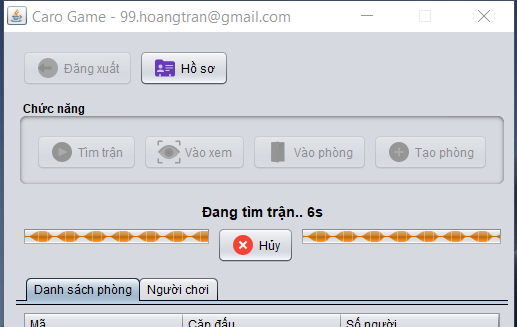 Caro Game - 99.hoangtran@gmail.com
Đăng xuất Hồ sơ
Chức năng
Tìm trận Vào xem Vào phòng Tạo phòng
Đang tìm trận.. 6s
Hủy
Danh sách phòng Người chơi
Mã Cặp đấu Số người